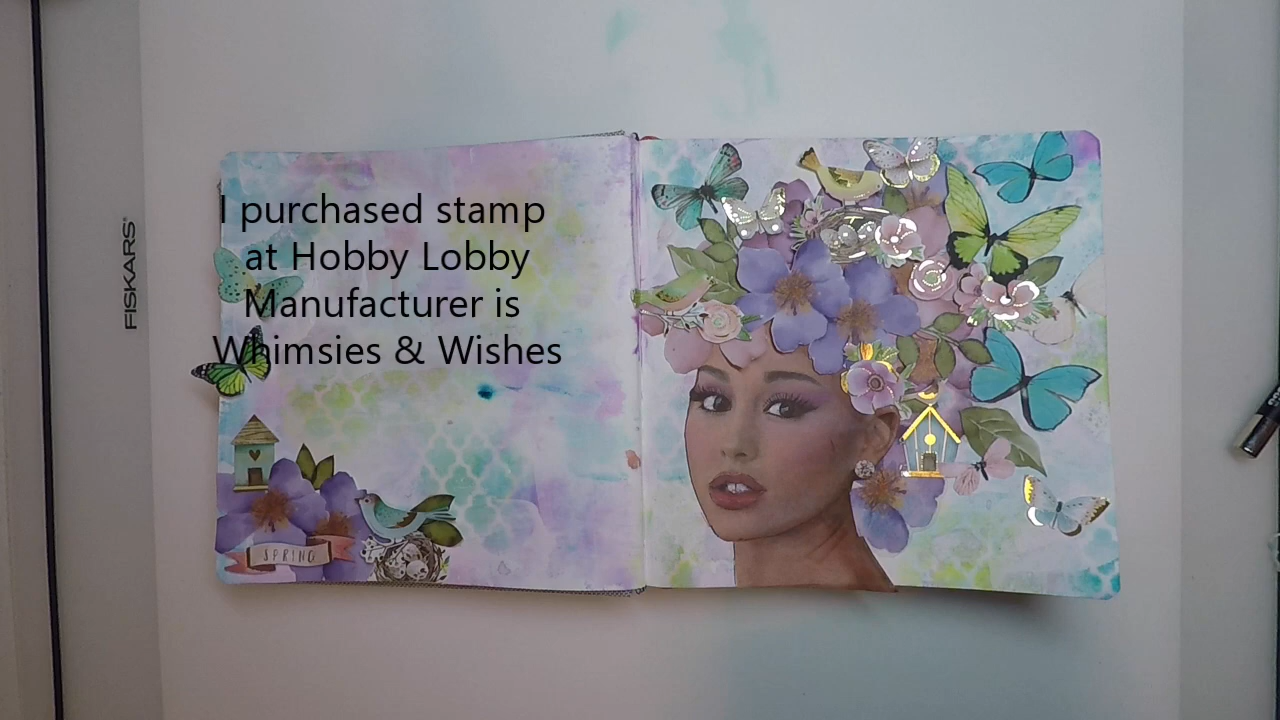 FISKARS®
I purchased stamp
at Hobby Lobby
Manufacturer is
Whimsies & Wishes
SPRING